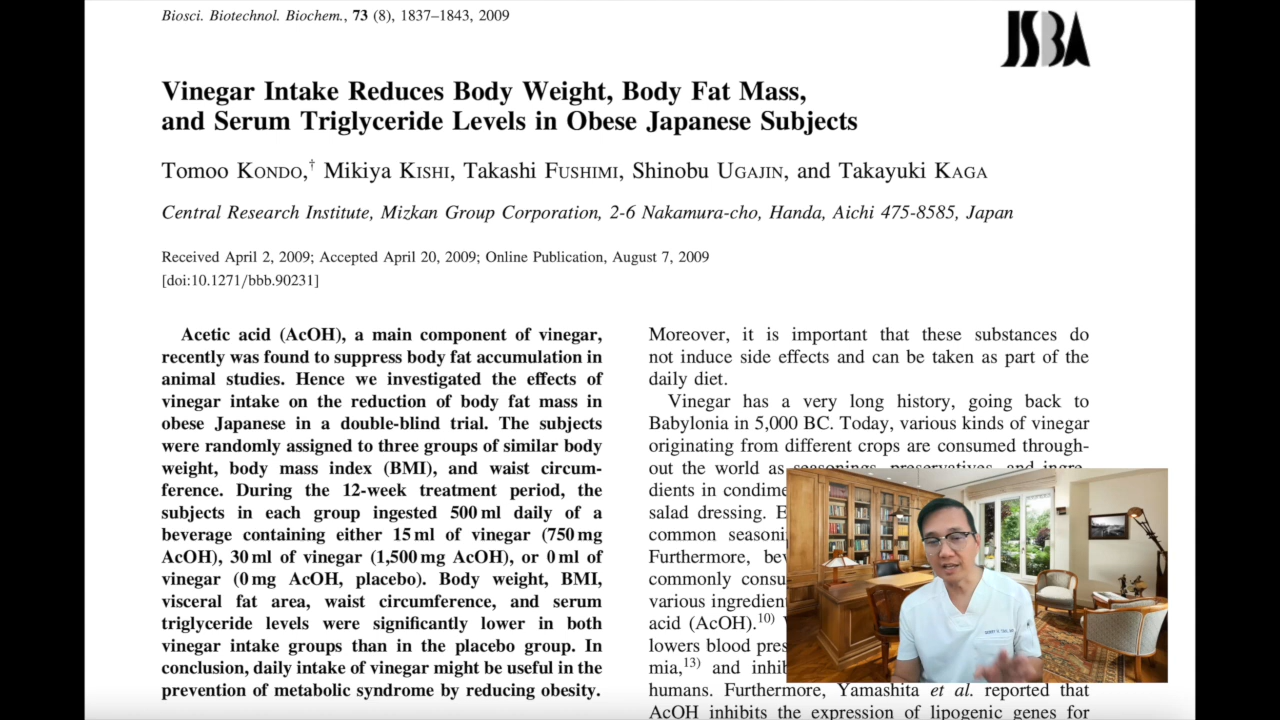 Biosci. Biotechnol. Biochem., 73 (8), 1837–1843, 2009
JSBA
Vinegar Intake Reduces Body Weight, Body Fat Mass,
and Serum Triglyceride Levels in Obese Japanese Subjects
Tomoo KONDO,† Mikiya KISHI, Takashi FUSHIMI, Shinobu UGAJIN, and Takayuki KAGA
Central Research Institute, Mizkan Group Corporation, 2-6 Nakamura-cho, Handa, Aichi 475-8585, Japan
Received April 2, 2009; Accepted April 20, 2009; Online Publication, August 7, 2009
[doi:10.1271/bbb.90231]
Acetic acid (AcOH), a main component of vinegar,
recently was found to suppress body fat accumulation in
animal studies. Hence we investigated the effects of
vinegar intake on the reduction of body fat mass in
obese Japanese in a double-blind trial. The subjects
were randomly assigned to three groups of similar body
weight, body mass index (BMI), and waist circum-
ference. During the 12-week treatment period, the
subjects in each group ingested 500 ml daily of a
beverage containing either 15 ml of vinegar (750 mg
AcOH), 30 ml of vinegar (1,500 mg AcOH), or 0 ml of
vinegar (0 mg AcOH, placebo). Body weight, BMI,
visceral fat area, waist circumference, and serum
triglyceride levels were significantly lower in both
vinegar intake groups than in the placebo group. In
conclusion, daily intake of vinegar might be useful in the
prevention of metabolic syndrome by reducing obesity.
Moreover, it is important that these substances do
not induce side effects and can be taken as part of the
daily diet.
Vinegar has a very long history, going back to
Babylonia in 5,000 BC. Today, various kinds of vinegar
originating from different crops are consumed through-
out the world as seasonings, preservatives, and ingre-
dients in condime
salad dressing. E
common seasoni
Furthermore, bev
commonly consu
various ingredient
acid (AcOH).10)
lowers blood pres
mia,13) and inhib
humans. Furthermore, Yamashita et al. reported that
AcOH inhibits the expression of lipogenic genes for